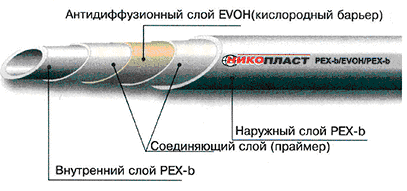 Антидиффузионный слой EVOH(кислородный барьер)
НИКОПЛАСТ PEX-b/EVOH/PEX-b
Наружный слой PEX-b
Соединяющий слой (праймер)
Внутренний слой PEX-b